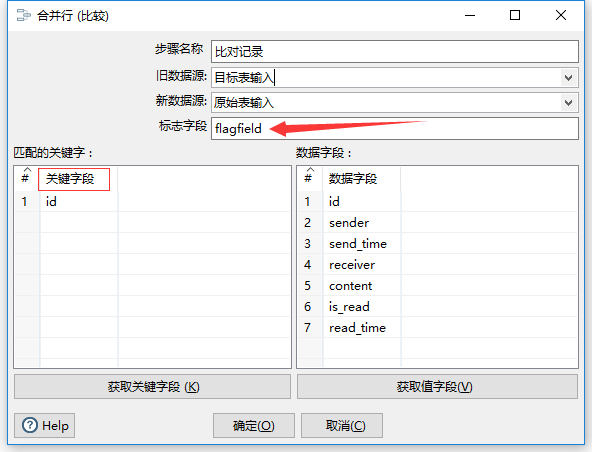 合并行 (比较)
步骤名称 比对记录
旧数据源: 目标表输入
新数据源: 原始表输入
标志字段 flagfield
匹配的关键字：
# 关键字段
1 id
数据字段：
# 数据字段
1 id
2 sender
3 send_time
4 receiver
5 content
6 is_read
7 read_time
获取关键字段 (K)
获取值字段(V)
Help
确定(O)
取消(C)